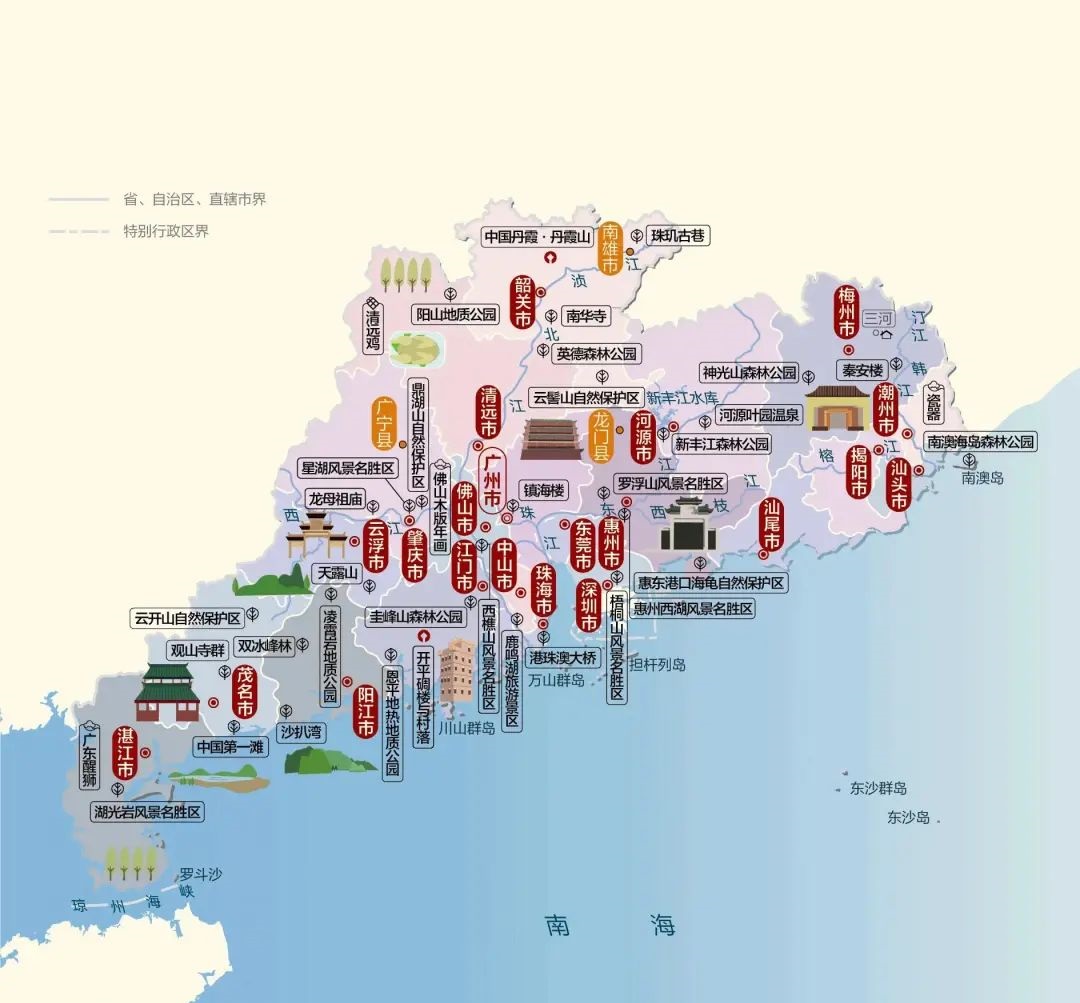 省、自治区、直辖市界
特别行政区界
中国丹霞·丹霞山
南雄市
珠玑古巷
江
浈
韶关市
阳山地质公园
南华寺
清远鸡
北
英德森林公园
梅州市
三河
汀
江
秦安楼
韩
江
神光山森林公园
云髻山自然保护区
新丰江水库
瓷器
潮州市
河源叶园温泉
广宁县
鼎湖山自然保护区
清远市
江
龙门县
河源市
新丰江森林公园
南澳海岛森林公园
江
榕
江
揭阳市
汕头市
南澳岛
星湖风景名胜区
广州市
佛山木版年画
佛山市
镇海楼
罗浮山风景名胜区
江
龙母祖庙
西
江
珠
江
东
西
枝
汕尾市
云浮市
肇庆市
江门市
中山市
东莞市
惠州市
天露山
珠海市
深圳市
惠东港口海龟自然保护区
惠州西湖风景名胜区
梧桐山风景名胜区
云开山自然保护区
凌霄岩地质公园
圭峰山森林公园
西樵山风景名胜区
鹿鸣湖旅游景区
双冰峰林
观山寺群
港珠澳大桥
担杆列岛
万山群岛
茂名市
阳江市
恩平地热地质公园
开平碉楼与村落
川山群岛
沙扒湾
中国第一滩
广东醒狮
湛江市
湖光岩风景名胜区
东沙群岛
东沙岛
罗斗沙
琼州海峡
南海